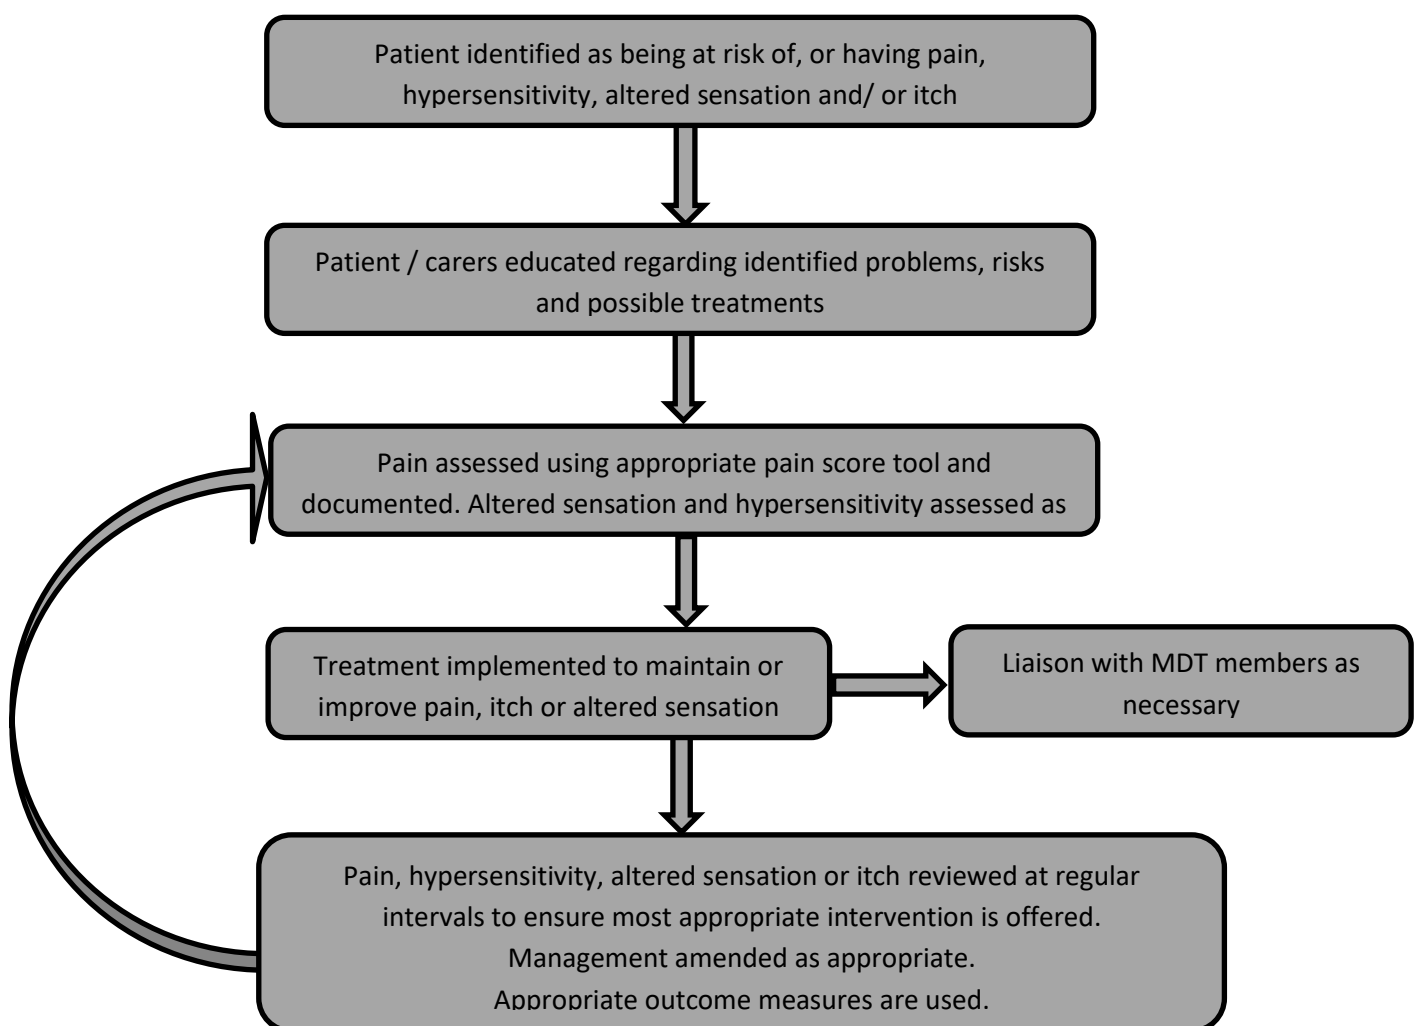 Patient identified as being at risk of, or having pain,
hypersensitivity, altered sensation and/ or itch
Patient / carers educated regarding identified problems, risks
and possible treatments
Pain assessed using appropriate pain score tool and
documented. Altered sensation and hypersensitivity assessed as
Treatment implemented to maintain or
improve pain, itch or altered sensation
Liaison with MDT members as
necessary
Pain, hypersensitivity, altered sensation or itch reviewed at regular
intervals to ensure most appropriate intervention is offered.
Management amended as appropriate.
Appropriate outcome measures are used.